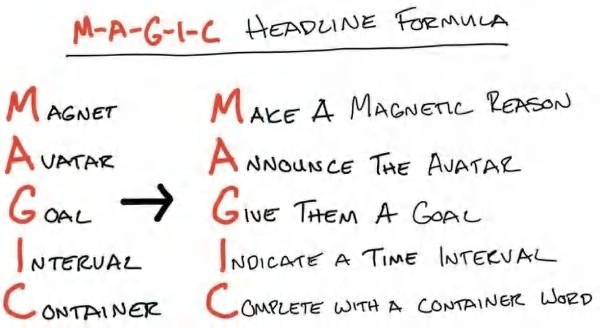 M-A-G-I-C HEADLINE FORMULA
MAGNET MAKE A MAGNETIC REASON
AVATAR ANNOUNCE THE AVATAR
GOAL → GIVE THEM A GOAL
INTERVAL INDICATE A TIME INTERVAL
CONTAINER COMPLETE WITH A CONTAINER WORD